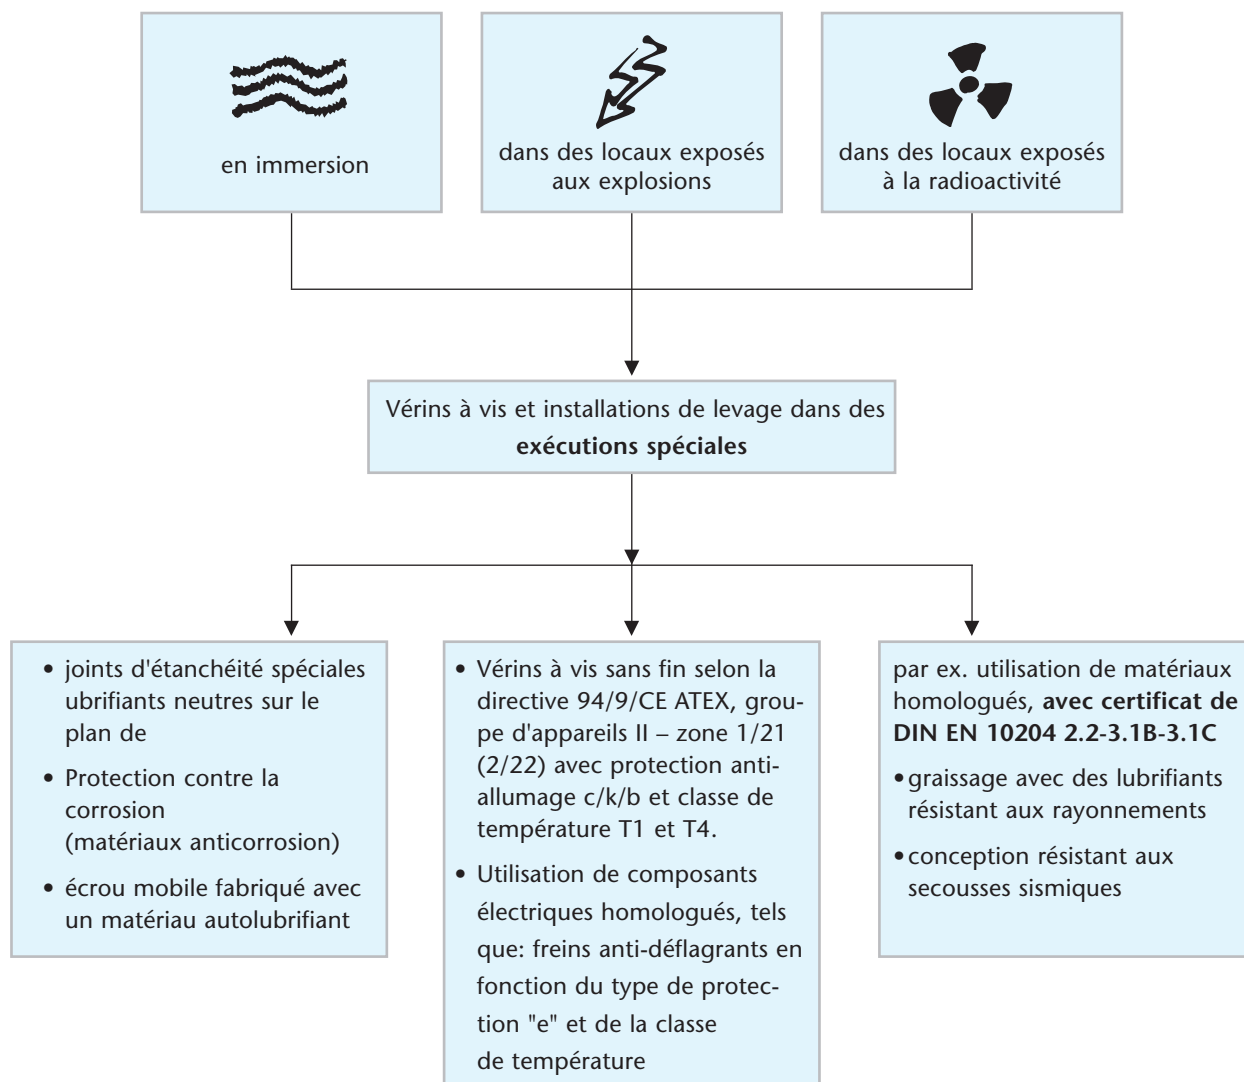 en immersion
dans des locaux exposés
aux explosions
dans des locaux exposés
à la radioactivité
Vérins à vis et installations de levage dans des
exécutions spéciales
• joints d'étanchéité spéciales
ubrifiants neutres sur le
plan de
• Protection contre la
corrosion
(matériaux anticorrosion)
• écrou mobile fabriqué avec
un matériau autolubrifiant
• Vérins à vis sans fin selon la
directive 94/9/CE ATEX, grou-
pe d'appareils II – zone 1/21
(2/22) avec protection anti-
allumage c/k/b et classe de
température T1 et T4.
• Utilisation de composants
électriques homologués, tels
que: freins anti-déflagrants en
fonction du type de protec-
tion "e" et de la classe
de température
par ex. utilisation de matériaux
homologués, avec certificat de
DIN EN 10204 2.2-3.1B-3.1C
•graissage avec des lubrifiants
résistant aux rayonnements
•conception résistant aux
secousses sismiques